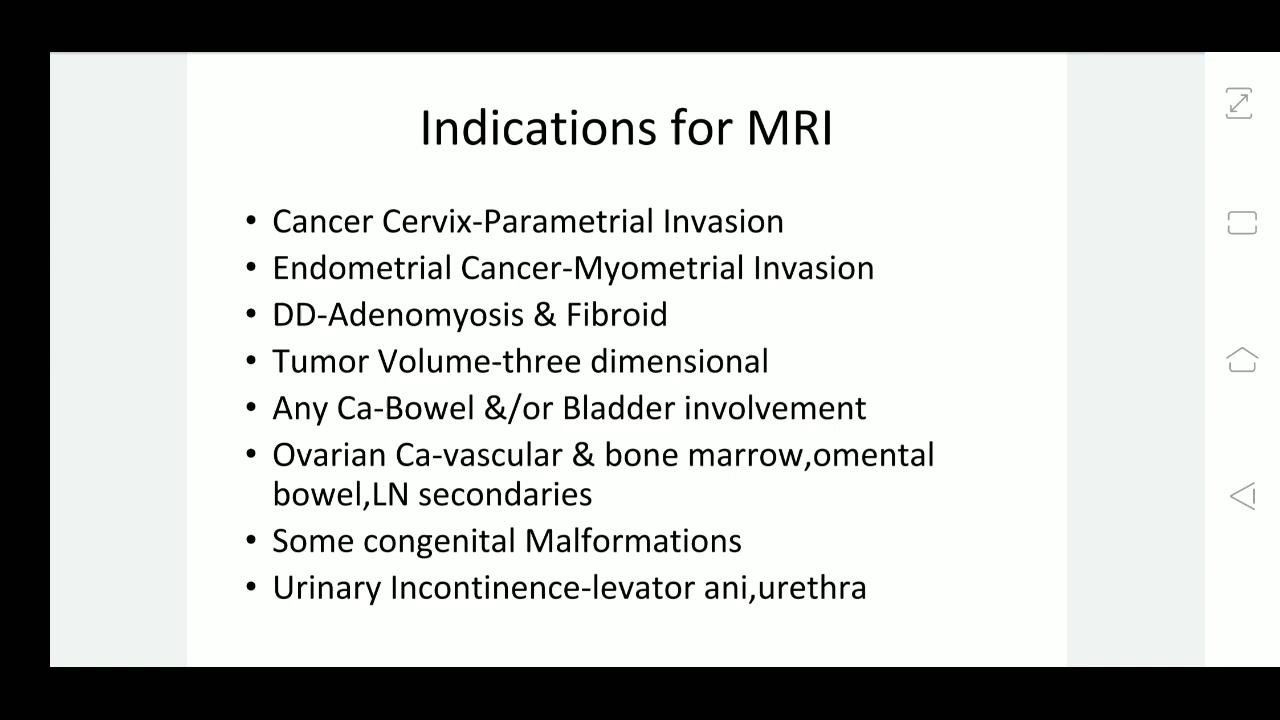 Indications for MRI
• Cancer Cervix-Parametrial Invasion
• Endometrial Cancer-Myometrial Invasion
• DD-Adenomyosis & Fibroid
• Tumor Volume-three dimensional
• Any Ca-Bowel &/or Bladder involvement
• Ovarian Ca-vascular & bone marrow,omental
bowel,LN secondaries
• Some congenital Malformations
• Urinary Incontinence-levator ani,urethra